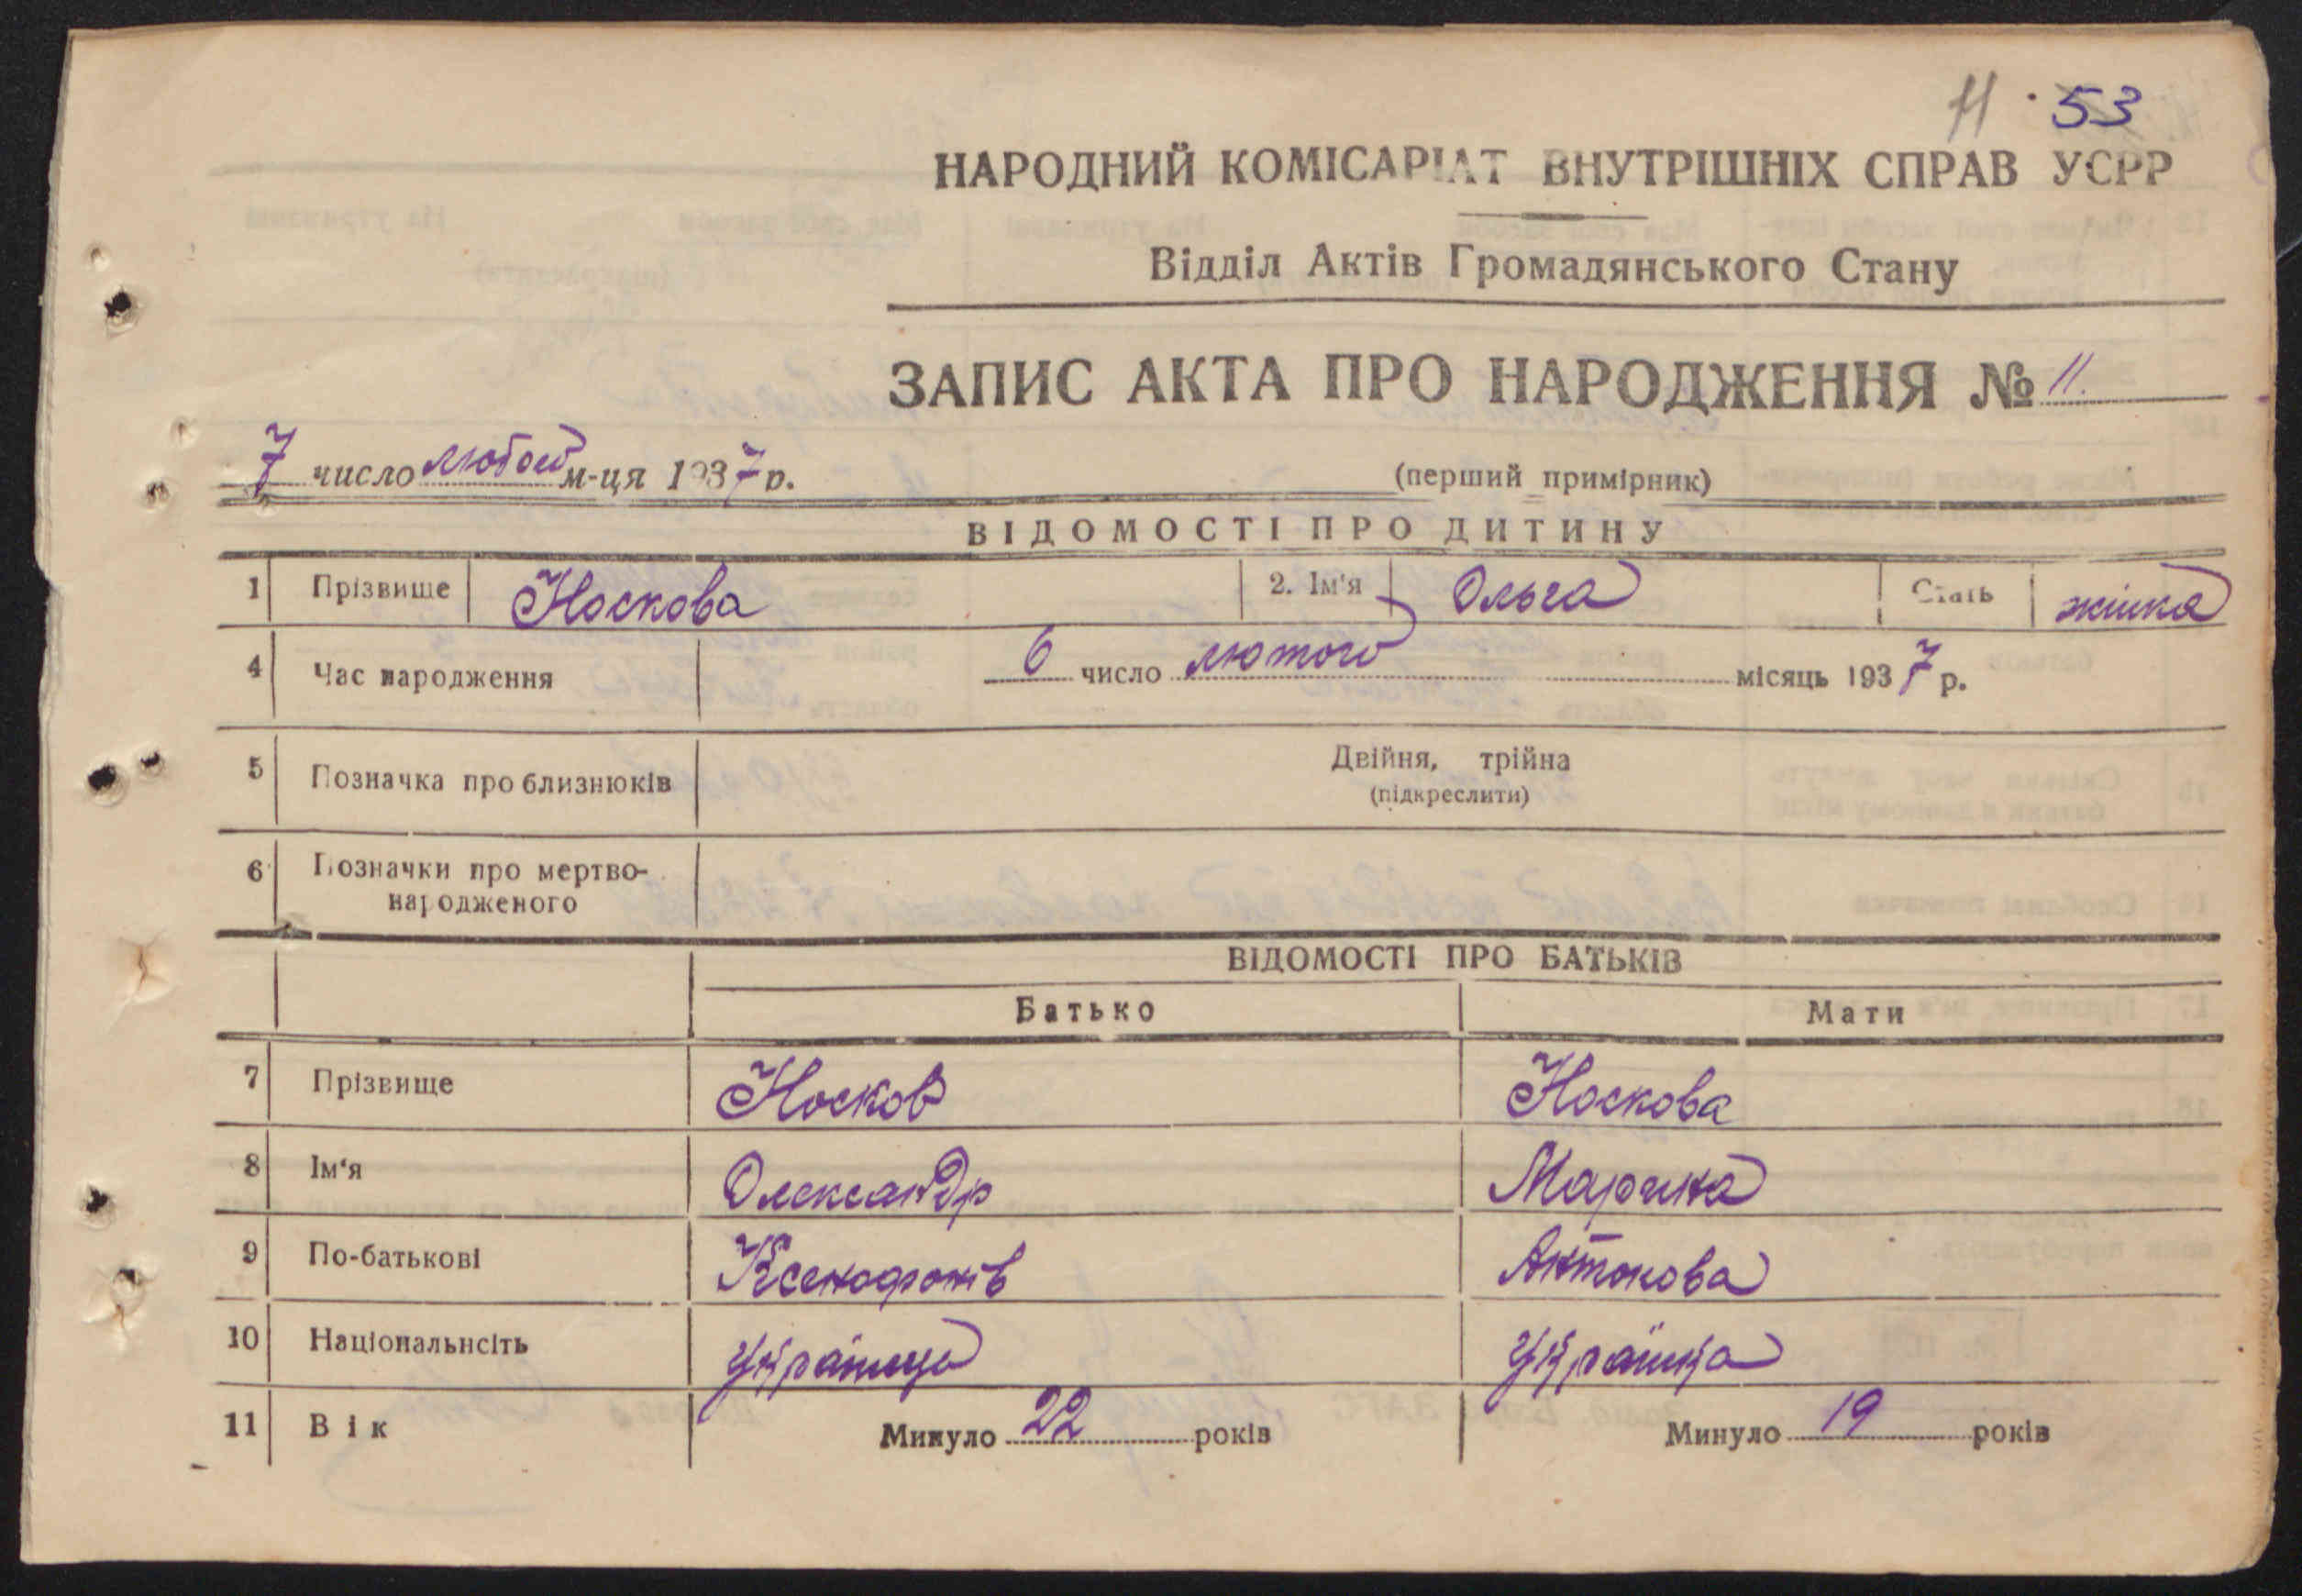 11 53
НАРОДНИЙ КОМІСАРІАТ ВНУТРІШНІХ СПРАВ УСРР
Відділ Актів Громадянського Стану
ЗАПИС АКТА ПРО НАРОДЖЕННЯ № 11.
7 число м-ця 1937 р. (перший примірник)
ВІДОМОСТІ ПРО ДИТИНУ
1 Прізвище Носкова 2. Ім'я Ольга Стать жінка
4 Час народження 6 число лютого місяць 1937 р.
5 Позначка про близнюків Двійня, трійна
(підкреслити)
6 Позначки про мертво-
народженого
ВІДОМОСТІ ПРО БАТЬКІВ
Батько Мати
7 Прізвище Носков Носкова
8 Ім'я Олександр Марина
9 По-батькові Ксенофонтів Антонова
10 Національнсіть Українець Українка
11 Вік Минуло 22 років Минуло 19 років